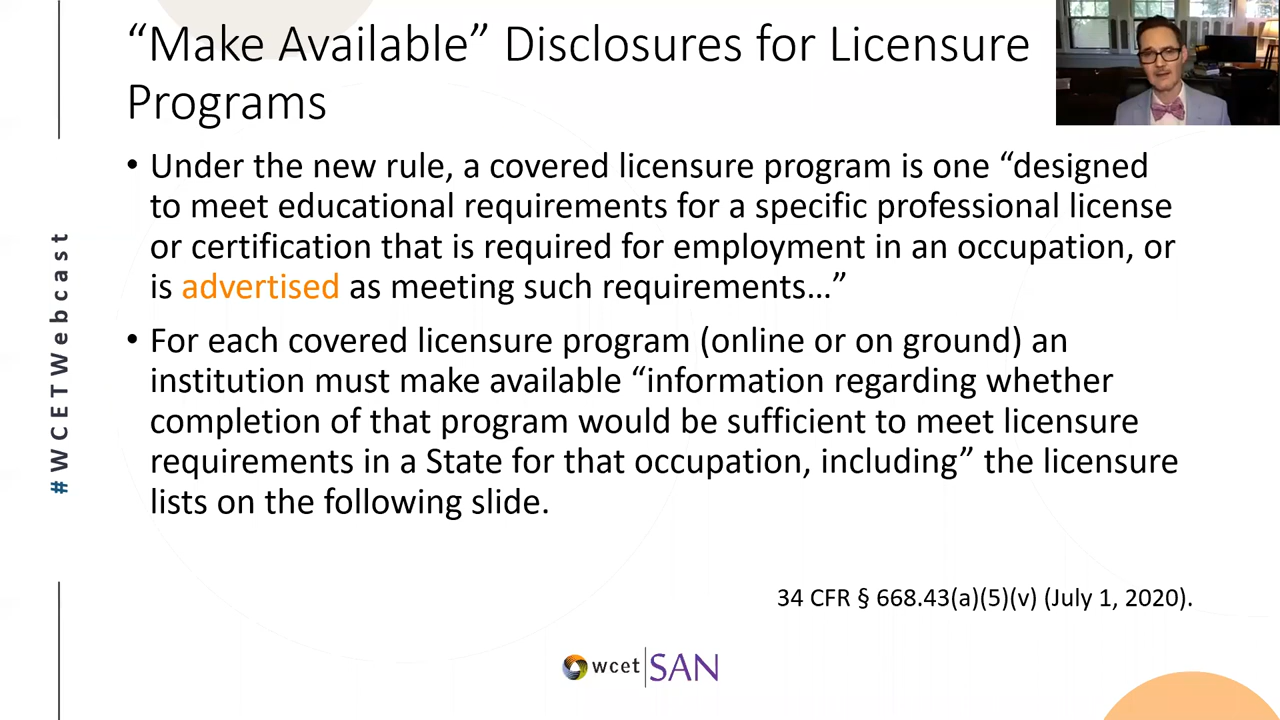 “Make Available” Disclosures for Licensure
Programs
• Under the new rule, a covered licensure program is one “designed
to meet educational requirements for a specific professional license
or certification that is required for employment in an occupation, or
is advertised as meeting such requirements…”
• For each covered licensure program (online or on ground) an
institution must make available “information regarding whether
completion of that program would be sufficient to meet licensure
requirements in a State for that occupation, including” the licensure
lists on the following slide.
34 CFR § 668.43(a)(5)(v) (July 1, 2020).
#WCETWebcast
wcet|SAN